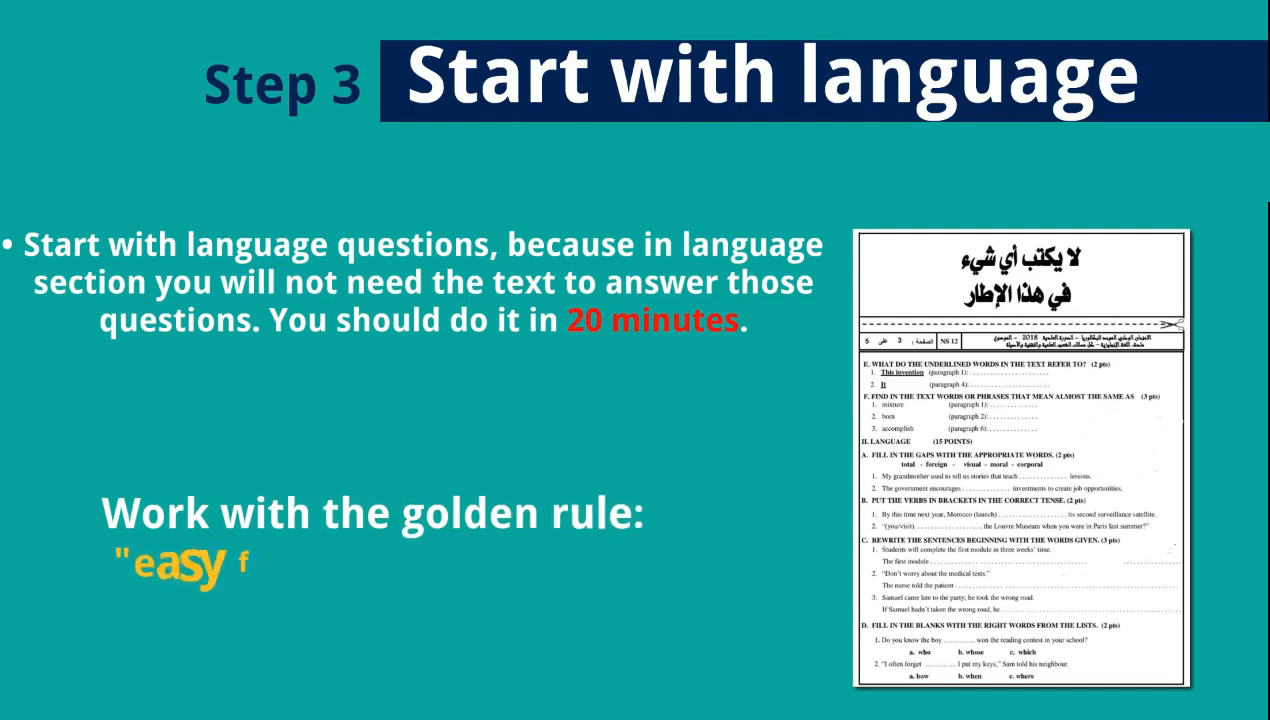 Step 3
Start with language
• Start with language questions, because in language
section you will not need the text to answer those
questions. You should do it in 20 minutes.
Work with the golden rule:
"easy f
لا يكتب أي شيء
في هذا الإطار
الصفحة: 3 على 5
NS 12
الامتحان الوطني الموحد للبكالوريا - الدورة العادية 2018 - الموضوع
E. WHAT DO THE UNDERLINED WORDS IN THE TEXT REFER TO? (2 pts)
1. This invention (paragraph 1): . . . . . . . . . . . . . . . . . . . . . .
2. It (paragraph 4): . . . . . . . . . . . . . . . . . . . . . .
F. FIND IN THE TEXT WORDS OR PHRASES THAT MEAN ALMOST THE SAME AS (3 pts)
1. mixture (paragraph 1): . . . . . . . . . . . . .
2. born (paragraph 2): . . . . . . . . . . . . .
3. accomplish (paragraph 6): . . . . . . . . . . . . .
II. LANGUAGE (15 POINTS)
A. FILL IN THE GAPS WITH THE APPROPRIATE WORDS. (2 pts)
total - foreign - visual - moral - corporal
1. My grandmother used to tell us stories that teach . . . . . . . . . . . . . lessons.
2. The government encourages . . . . . . . . . . . . . investments to create job opportunities.
B. PUT THE VERBS IN BRACKETS IN THE CORRECT TENSE. (2 pts)
1. By this time next year, Morocco (launch) . . . . . . . . . . . . . . . . . . its second surveillance satellite.
2. "(you/visit). . . . . . . . . . . . . . . . . . the Louvre Museum when you were in Paris last summer?"
C. REWRITE THE SENTENCES BEGINNING WITH THE WORDS GIVEN. (3 pts)
1. Students will complete the first module in three weeks' time.
The first module . . . . . . . . . . . . . . . . . . . . . . . . . . . . . . . . . . . .
2. "Don't worry about the medical tests."
The nurse told the patient . . . . . . . . . . . . . . . . . . . . . . . . . . . . . . . . . . . .
3. Samuel came late to the party; he took the wrong road.
If Samuel hadn't taken the wrong road, he . . . . . . . . . . . . . . . . . . . . . . . . . . . . . .
D. FILL IN THE BLANKS WITH THE RIGHT WORDS FROM THE LISTS. (2 pts)
1. Do you know the boy ............. won the reading contest in your school?
a. who b. whose c. which
2. "I often forget ............. I put my keys," Sam told his neighbour.
a. how b. when c. where